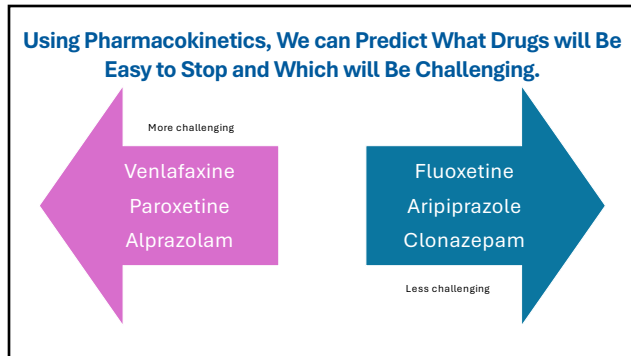 Using Pharmacokinetics, We can Predict What Drugs will Be
Easy to Stop and Which will Be Challenging.
More challenging
Venlafaxine
Paroxetine
Alprazolam
Fluoxetine
Aripiprazole
Clonazepam
Less challenging